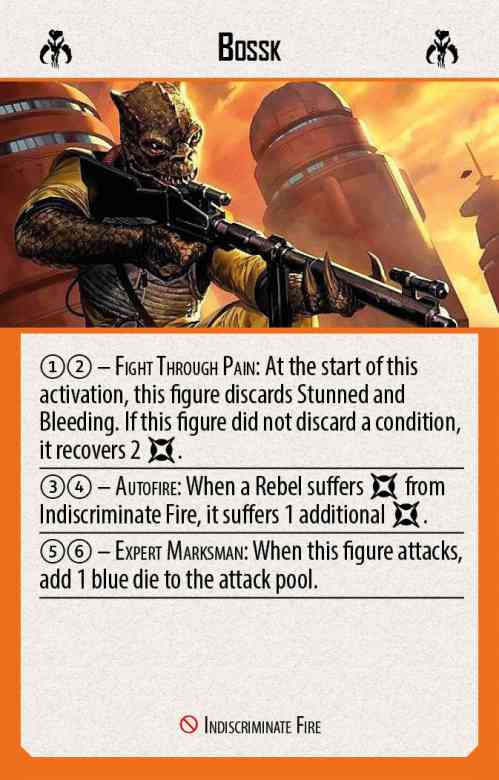 Bossk
①② – Fight Through Pain: At the start of this
activation, this figure discards Stunned and
Bleeding. If this figure did not discard a condition,
it recovers 2 .
③④ – Autofire: When a Rebel suffers from
Indiscriminate Fire, it suffers 1 additional .
⑤⑥ – Expert Marksman: When this figure attacks,
add 1 blue die to the attack pool.
Indiscriminate Fire